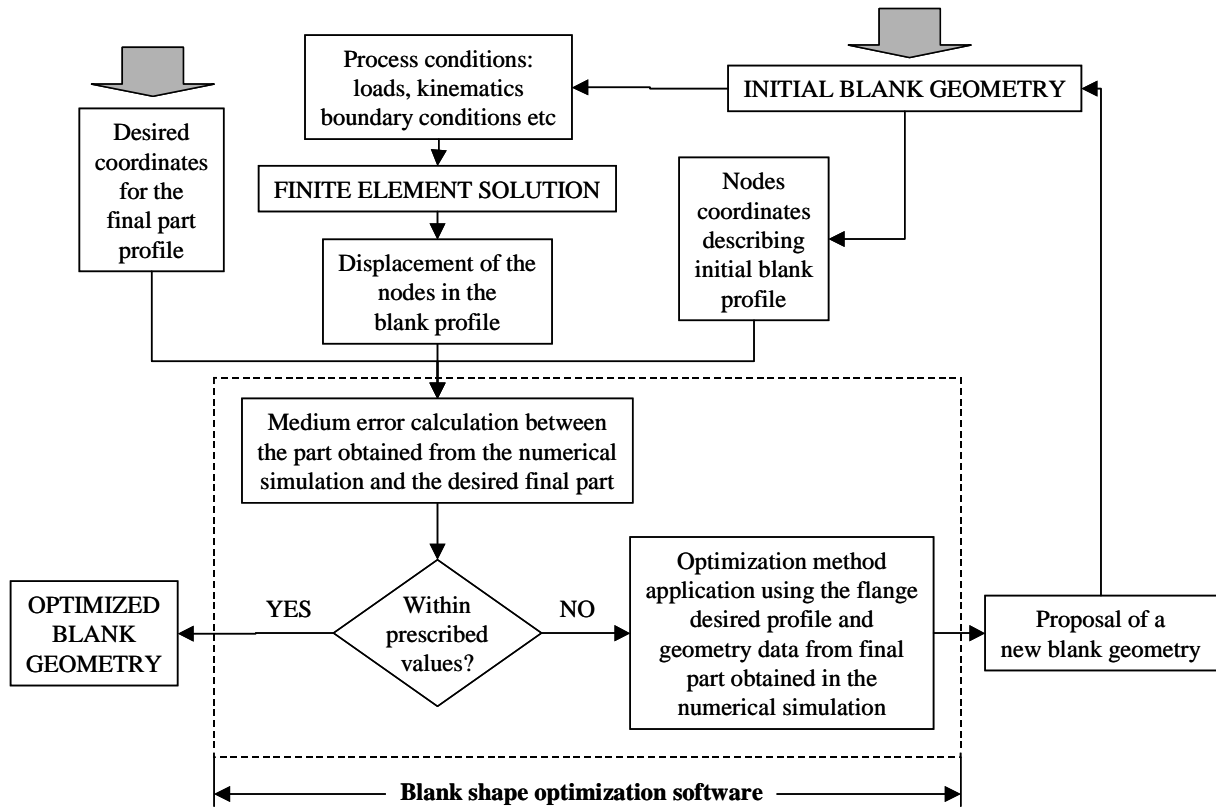 Process conditions:
loads, kinematics
boundary conditions etc
INITIAL BLANK GEOMETRY
Desired
coordinates
for the
final part
profile
FINITE ELEMENT SOLUTION
Nodes
coordinates
describing
initial blank
profile
Displacement of the
nodes in the
blank profile
Medium error calculation between
the part obtained from the numerical
simulation and the desired final part
OPTIMIZED
BLANK
GEOMETRY
YES
Within
prescribed
values?
NO
Optimization method
application using the flange
desired profile and
geometry data from final
part obtained in the
numerical simulation
Proposal of a
new blank geometry
Blank shape optimization software